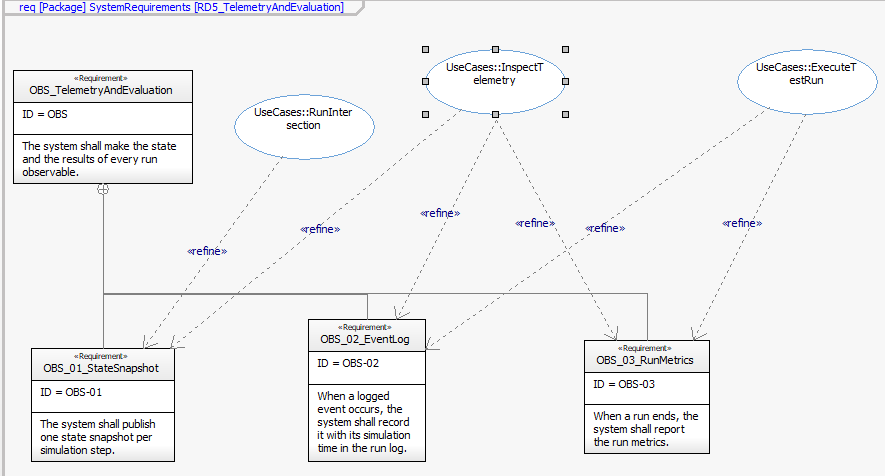 req [Package] SystemRequirements [RD5_TelemetryAndEvaluation]
«Requirement»
OBS_TelemetryAndEvaluation
ID = OBS
The system shall make the state
and the results of every run
observable.
UseCases::RunInter
section
UseCases::InspectT
elemetry
UseCases::ExecuteT
estRun
«refine»
«refine»
«refine»
«refine»
«refine»
«refine»
«Requirement»
OBS_01_StateSnapshot
ID = OBS-01
The system shall publish
one state snapshot per
simulation step.
«Requirement»
OBS_02_EventLog
ID = OBS-02
When a logged
event occurs, the
system shall record
it with its simulation
time in the run log.
«Requirement»
OBS_03_RunMetrics
ID = OBS-03
When a run ends, the
system shall report
the run metrics.